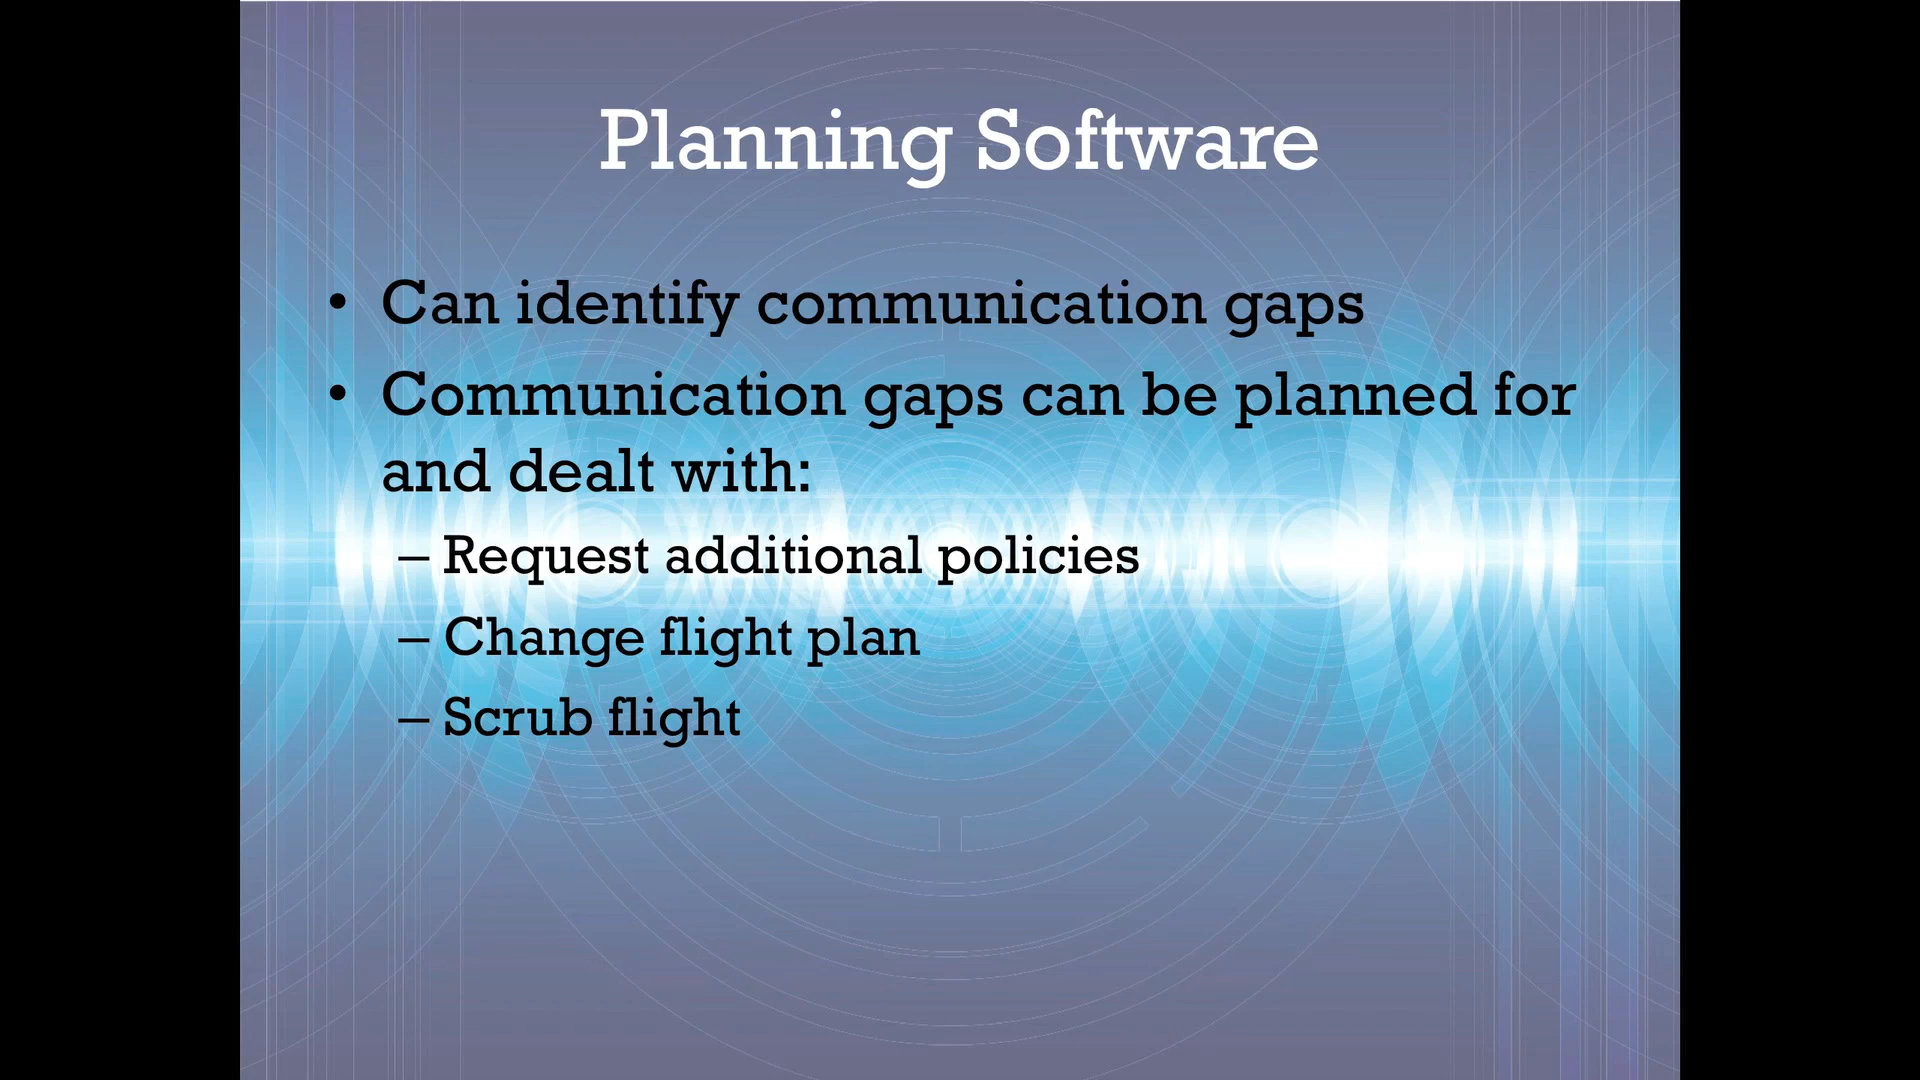 Planning Software
• Can identify communication gaps
• Communication gaps can be planned for
and dealt with:
– Request additional policies
– Change flight plan
– Scrub flight